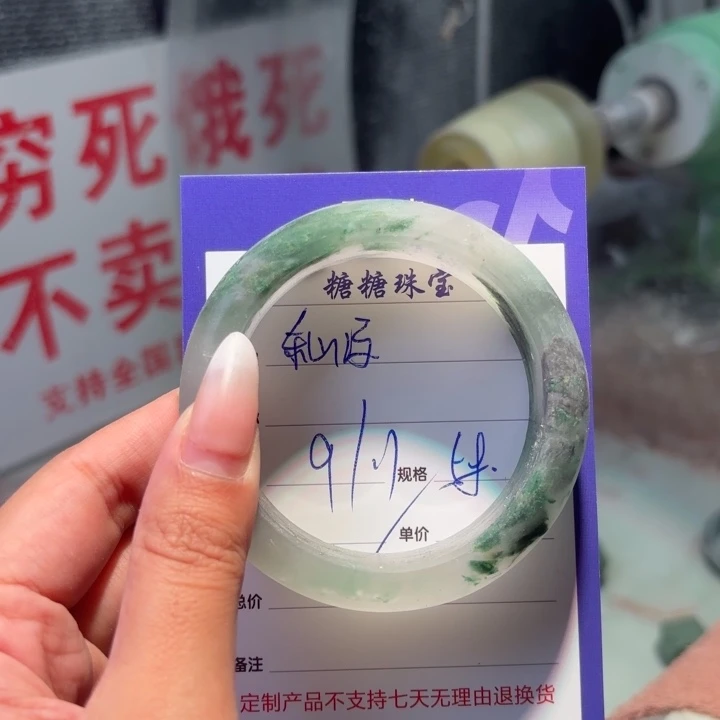 穷死饿死
不卖
支持全国
糖糖珠宝
规格
单价
总价
备注
定制产品不支持七天无理由退换货